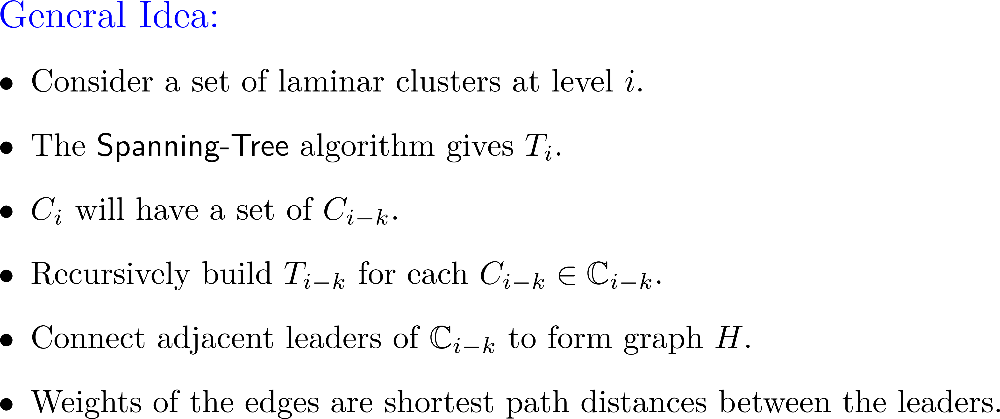 General Idea:
• Consider a set of laminar clusters at level $i$.
• The Spanning-Tree algorithm gives $T_i$.
• $C_i$ will have a set of $C_{i-k}$.
• Recursively build $T_{i-k}$ for each $C_{i-k} \in \mathbb{C}_{i-k}$.
• Connect adjacent leaders of $\mathbb{C}_{i-k}$ to form graph $H$.
• Weights of the edges are shortest path distances between the leaders.